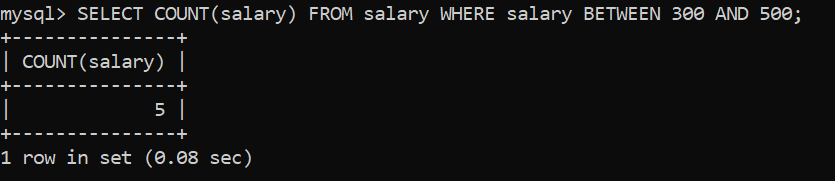 mysql> SELECT COUNT(salary) FROM salary WHERE salary BETWEEN 300 AND 500;
+---------------+
| COUNT(salary) |
+---------------+
|             5 |
+---------------+
1 row in set (0.08 sec)